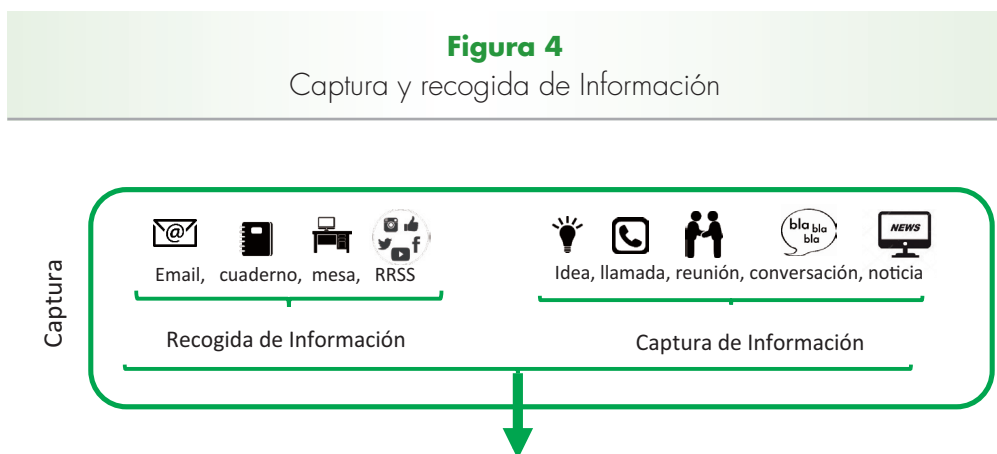 Figura 4
Captura y recogida de Información
@
bla bla
bla
NEWS
Email, cuaderno, mesa, RRSS
Idea, llamada, reunión, conversación, noticia
Captura
Recogida de Información
Captura de Información